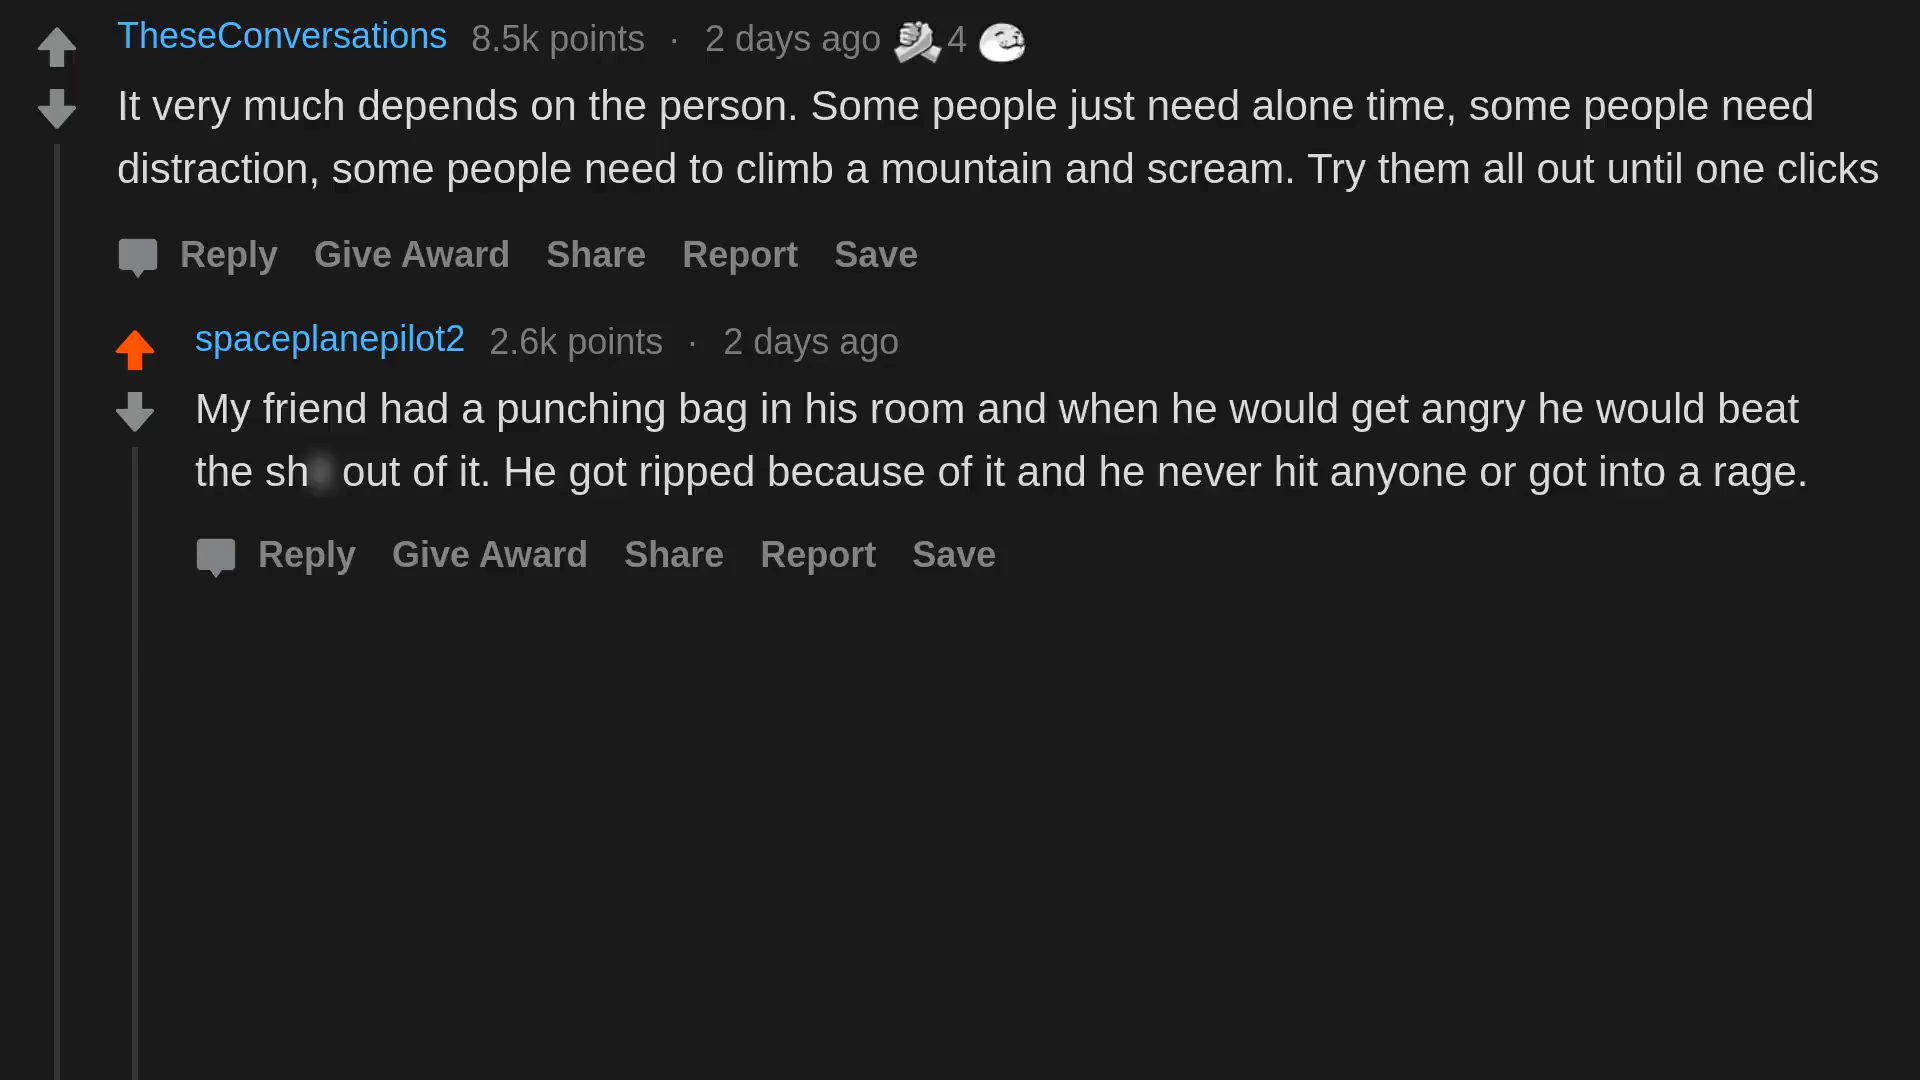 TheseConversations 8.5k points · 2 days ago 4
It very much depends on the person. Some people just need alone time, some people need
distraction, some people need to climb a mountain and scream. Try them all out until one clicks
Reply Give Award Share Report Save
spaceplanepilot2 2.6k points · 2 days ago
My friend had a punching bag in his room and when he would get angry he would beat
the sh out of it. He got ripped because of it and he never hit anyone or got into a rage.
Reply Give Award Share Report Save